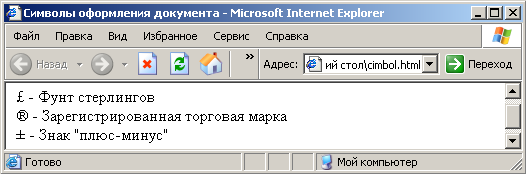 Символы оформления документа - Microsoft Internet Explorer
Файл Правка Вид Избранное Сервис Справка
Назад » Адрес: ий стол\cimbol.html Переход
£ - Фунт стерлингов
® - Зарегистрированная торговая марка
± - Знак "плюс-минус"
Готово Мой компьютер